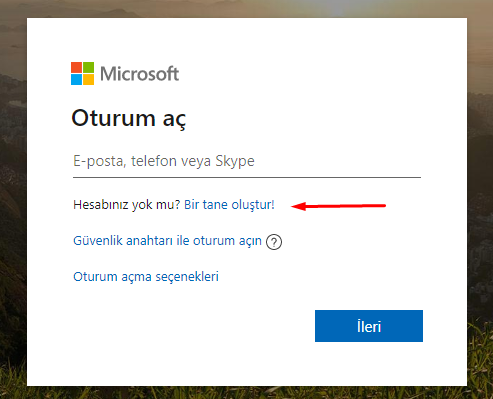 Microsoft
Oturum aç
E-posta, telefon veya Skype
Hesabınız yok mu? Bir tane oluştur!
Güvenlik anahtarı ile oturum açın ?
Oturum açma seçenekleri
İleri